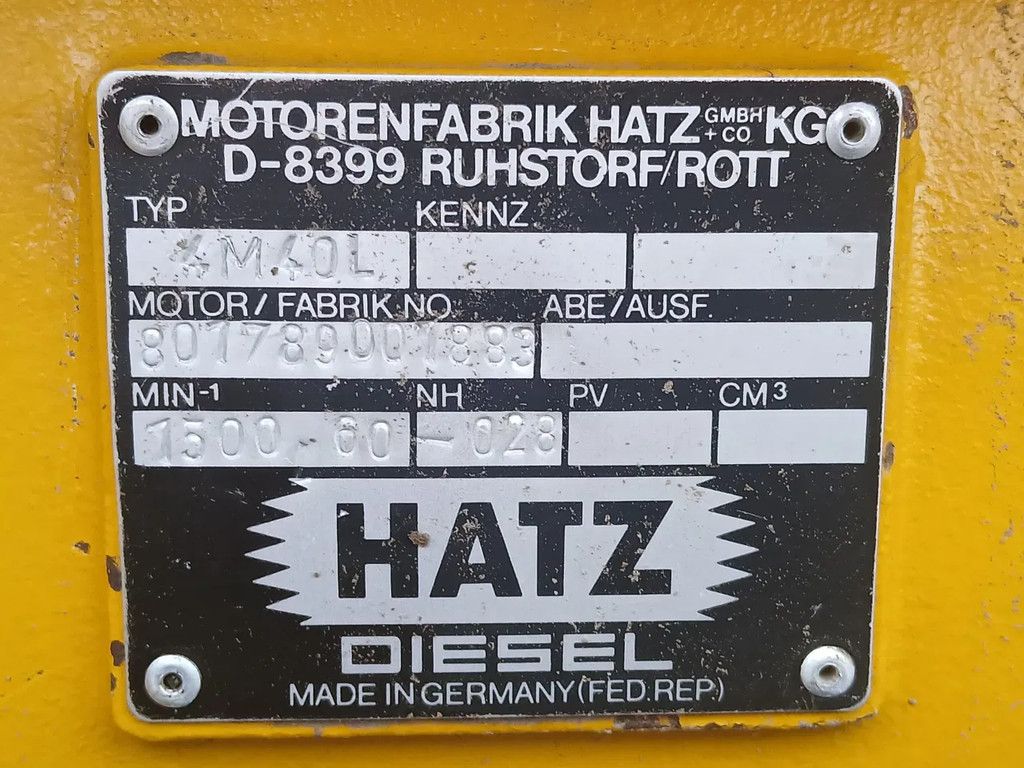 MOTORENFABRIK HATZ GMBH + CO KG
D-8399 RUHSTORF/ROTT
TYP KENNZ.
4M40L
MOTOR/FABRIK.NO. ABE/AUSF.
8017890071883
MIN-1 NH PV CM³
1500 60 - 028
HATZ
DIESEL
MADE IN GERMANY (FED.REP.)